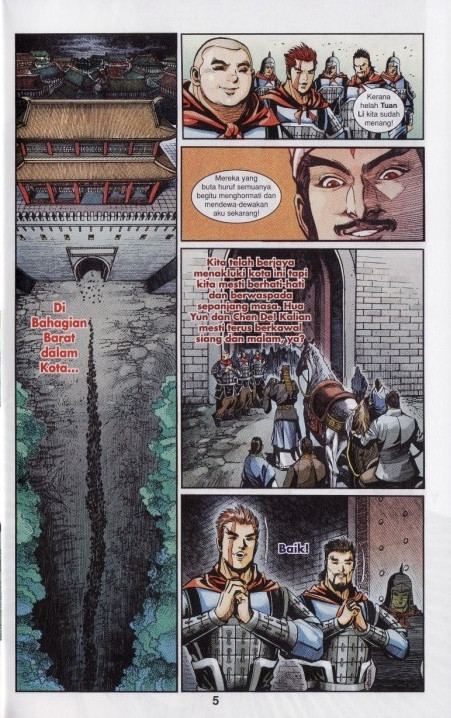 Di
Bahagian
Barat
dalam
Kota...
Kerana
helah Tuan
Li kita sudah
menang!
Mereka yang
buta huruf semuanya
begitu menghormati dan
mendewa-dewakan
aku sekarang!
Kita telah berjaya
menakluki kota ini tapi
kita mesti berhati-hati
dan berwaspada
sepanjang masa. Hua
Yun dan Chen De! Kalian
mesti terus berkawal
siang dan malam, ya?
Baik!
5